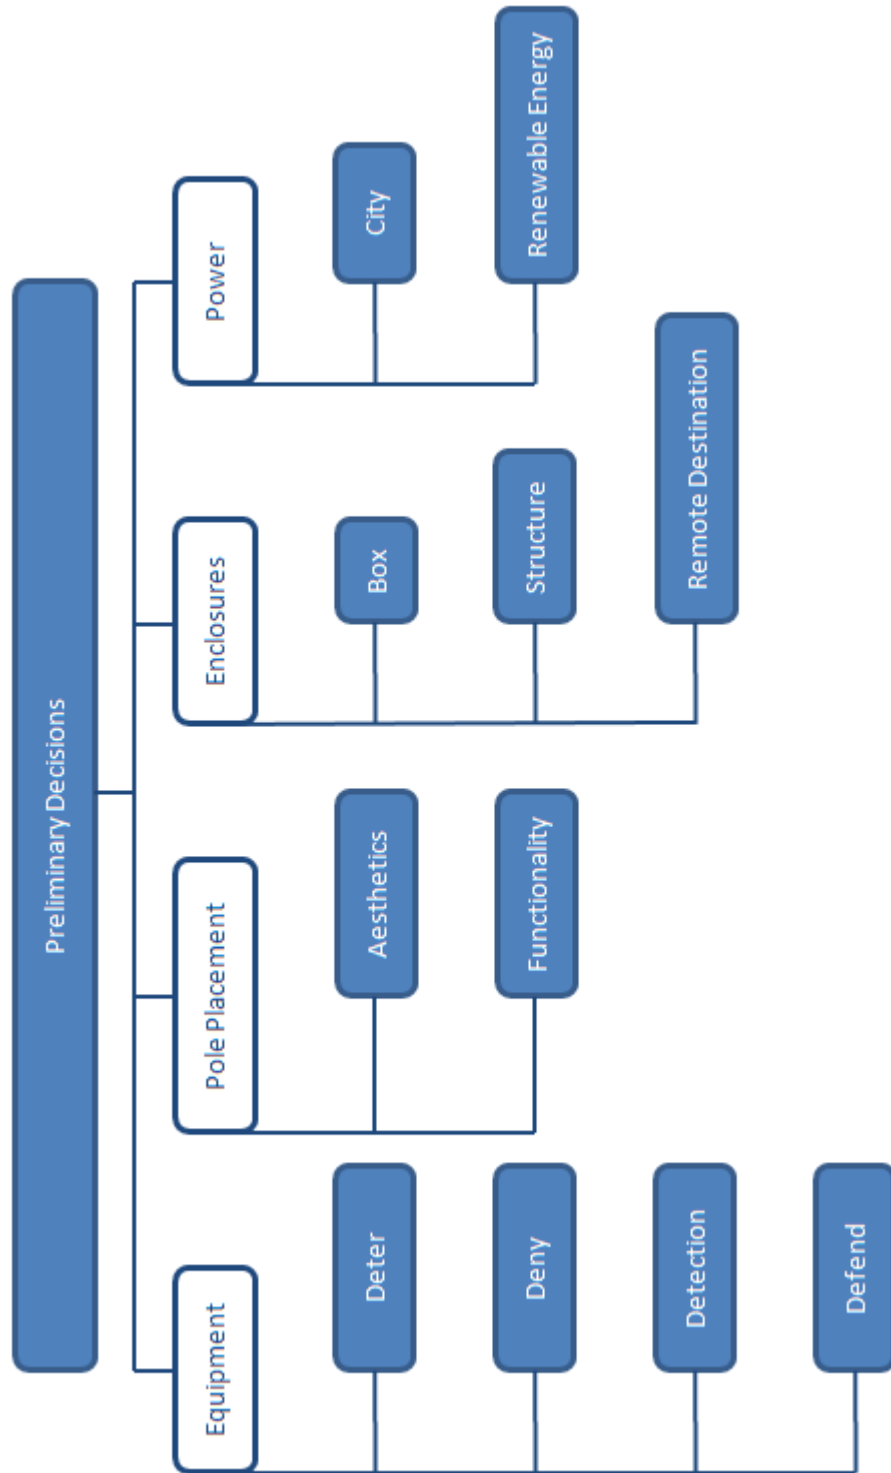 Preliminary Decisions
Equipment
Deter
Deny
Detection
Defend
Pole Placement
Aesthetics
Functionality
Enclosures
Box
Structure
Remote Destination
Power
City
Renewable Energy